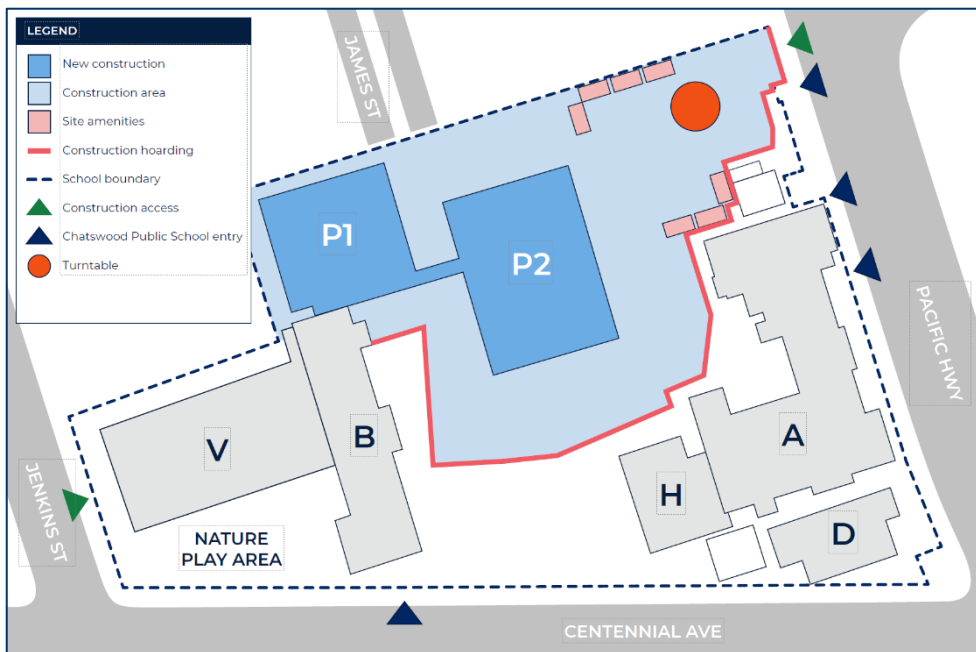 LEGEND
New construction
Construction area
Site amenities
Construction hoarding
School boundary
Construction access
Chatswood Public School entry
Turntable
JAMES ST
P1
P2
PACIFIC HWY
V
B
A
H
D
JENKINS ST
NATURE
PLAY AREA
CENTENNIAL AVE